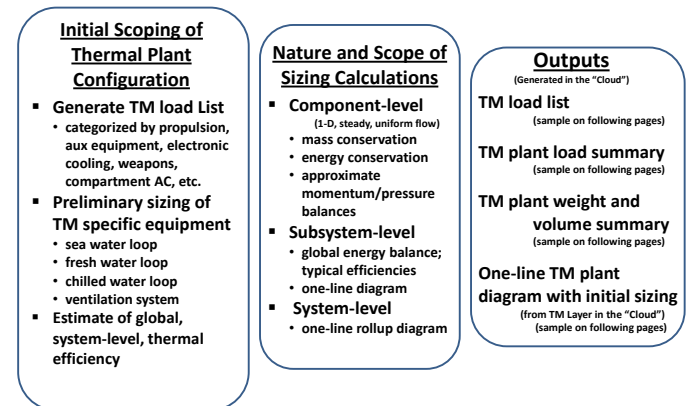 Initial Scoping of
Thermal Plant
Configuration
▪ Generate TM load List
• categorized by propulsion,
aux equipment, electronic
cooling, weapons,
compartment AC, etc.
▪ Preliminary sizing of
TM specific equipment
• sea water loop
• fresh water loop
• chilled water loop
• ventilation system
▪ Estimate of global,
system-level, thermal
efficiency
Nature and Scope of
Sizing Calculations
▪ Component-level
(1-D, steady, uniform flow)
• mass conservation
• energy conservation
• approximate
momentum/pressure
balances
▪ Subsystem-level
• global energy balance;
typical efficiencies
• one-line diagram
▪ System-level
• one-line rollup diagram
Outputs
(Generated in the “Cloud”)
TM load list
(sample on following pages)
TM plant load summary
(sample on following pages)
TM plant weight and
volume summary
(sample on following pages)
One-line TM plant
diagram with initial sizing
(from TM Layer in the “Cloud”)
(sample on following pages)